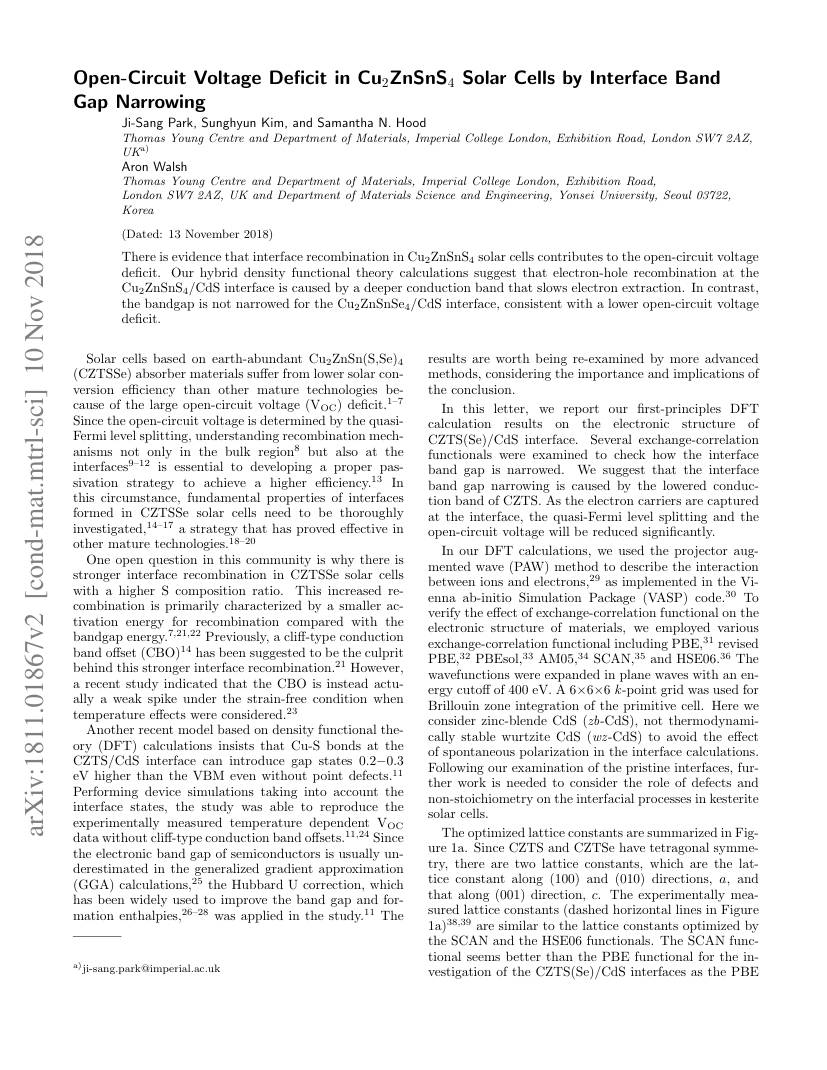 arXiv:1811.01867v2 [cond-mat.mtrl-sci] 10 Nov 2018
Open-Circuit Voltage Deficit in Cu₂ZnSnS₄ Solar Cells by Interface Band
Gap Narrowing
Ji-Sang Park, Sunghyun Kim, and Samantha N. Hood
Thomas Young Centre and Department of Materials, Imperial College London, Exhibition Road, London SW7 2AZ,
UKᵃ⁾
Aron Walsh
Thomas Young Centre and Department of Materials, Imperial College London, Exhibition Road,
London SW7 2AZ, UK and Department of Materials Science and Engineering, Yonsei University, Seoul 03722,
Korea
(Dated: 13 November 2018)
There is evidence that interface recombination in Cu₂ZnSnS₄ solar cells contributes to the open-circuit voltage
deficit. Our hybrid density functional theory calculations suggest that electron-hole recombination at the
Cu₂ZnSnS₄/CdS interface is caused by a deeper conduction band that slows electron extraction. In contrast,
the bandgap is not narrowed for the Cu₂ZnSnSe₄/CdS interface, consistent with a lower open-circuit voltage
deficit.
Solar cells based on earth-abundant Cu₂ZnSn(S,Se)₄
(CZTSSe) absorber materials suffer from lower solar con-
version efficiency than other mature technologies be-
cause of the large open-circuit voltage (V_OC) deficit.¹⁻⁷
Since the open-circuit voltage is determined by the quasi-
Fermi level splitting, understanding recombination mech-
anisms not only in the bulk region⁸ but also at the
interfaces⁹⁻¹² is essential to developing a proper pas-
sivation strategy to achieve a higher efficiency.¹³ In
this circumstance, fundamental properties of interfaces
formed in CZTSSe solar cells need to be thoroughly
investigated,¹⁴⁻¹⁷ a strategy that has proved effective in
other mature technologies.¹⁸⁻²⁰
One open question in this community is why there is
stronger interface recombination in CZTSSe solar cells
with a higher S composition ratio. This increased re-
combination is primarily characterized by a smaller ac-
tivation energy for recombination compared with the
bandgap energy.⁷,²¹,²² Previously, a cliff-type conduction
band offset (CBO)¹⁴ has been suggested to be the culprit
behind this stronger interface recombination.²¹ However,
a recent study indicated that the CBO is instead actu-
ally a weak spike under the strain-free condition when
temperature effects were considered.²³
Another recent model based on density functional the-
ory (DFT) calculations insists that Cu-S bonds at the
CZTS/CdS interface can introduce gap states 0.2−0.3
eV higher than the VBM even without point defects.¹¹
Performing device simulations taking into account the
interface states, the study was able to reproduce the
experimentally measured temperature dependent V_OC
data without cliff-type conduction band offsets.¹¹,²⁴ Since
the electronic band gap of semiconductors is usually un-
derestimated in the generalized gradient approximation
(GGA) calculations,²⁵ the Hubbard U correction, which
has been widely used to improve the band gap and for-
mation enthalpies,²⁶⁻²⁸ was applied in the study.¹¹ The
ᵃ⁾ji-sang.park@imperial.ac.uk
results are worth being re-examined by more advanced
methods, considering the importance and implications of
the conclusion.
In this letter, we report our first-principles DFT
calculation results on the electronic structure of
CZTS(Se)/CdS interface. Several exchange-correlation
functionals were examined to check how the interface
band gap is narrowed. We suggest that the interface
band gap narrowing is caused by the lowered conduc-
tion band of CZTS. As the electron carriers are captured
at the interface, the quasi-Fermi level splitting and the
open-circuit voltage will be reduced significantly.
In our DFT calculations, we used the projector aug-
mented wave (PAW) method to describe the interaction
between ions and electrons,²⁹ as implemented in the Vi-
enna ab-initio Simulation Package (VASP) code.³⁰ To
verify the effect of exchange-correlation functional on the
electronic structure of materials, we employed various
exchange-correlation functional including PBE,³¹ revised
PBE,³² PBEsol,³³ AM05,³⁴ SCAN,³⁵ and HSE06.³⁶ The
wavefunctions were expanded in plane waves with an en-
ergy cutoff of 400 eV. A 6×6×6 k-point grid was used for
Brillouin zone integration of the primitive cell. Here we
consider zinc-blende CdS (zb-CdS), not thermodynami-
cally stable wurtzite CdS (wz-CdS) to avoid the effect
of spontaneous polarization in the interface calculations.
Following our examination of the pristine interfaces, fur-
ther work is needed to consider the role of defects and
non-stoichiometry on the interfacial processes in kesterite
solar cells.
The optimized lattice constants are summarized in Fig-
ure 1a. Since CZTS and CZTSe have tetragonal symme-
try, there are two lattice constants, which are the lat-
tice constant along (100) and (010) directions, a, and
that along (001) direction, c. The experimentally mea-
sured lattice constants (dashed horizontal lines in Figure
1a)³⁸,³⁹ are similar to the lattice constants optimized by
the SCAN and the HSE06 functionals. The SCAN func-
tional seems better than the PBE functional for the in-
vestigation of the CZTS(Se)/CdS interfaces as the PBE